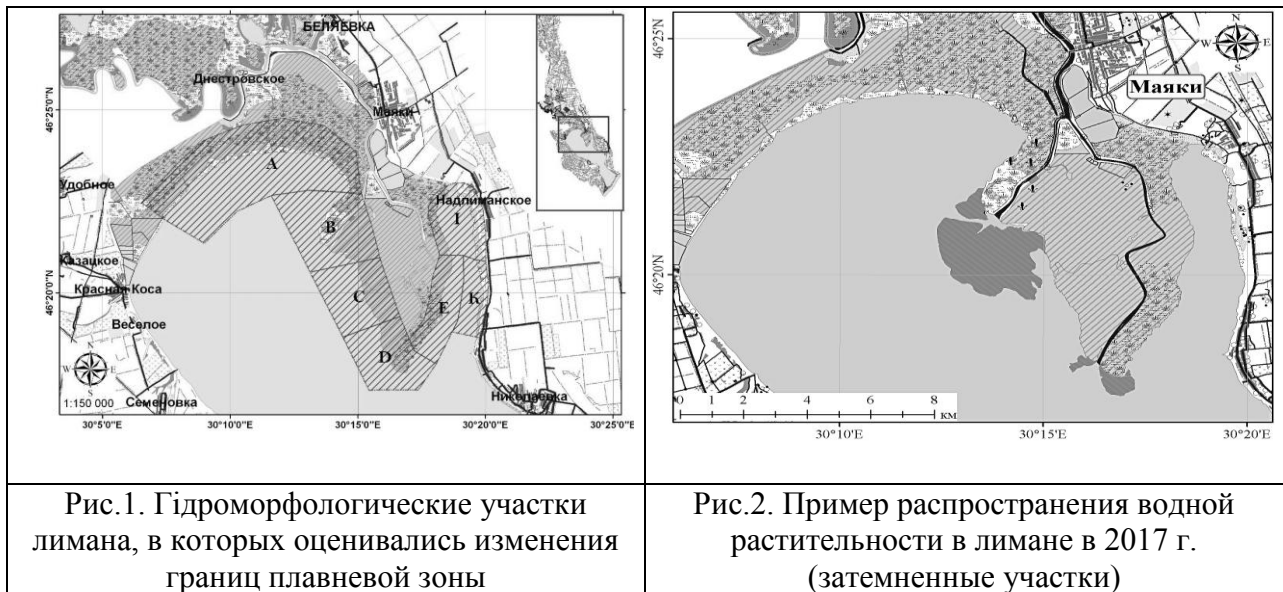 БЕЛЯЕВКА
Днестровское
Маяки
46°25'0"N
A
Удобное
Надлиманское
I
B
Казацкое
Красная Коса
46°20'0"N
C
E
K
Веселое
D
N
W E
S
1:150 000
Семеновка
Николаевка
30°5'0"E 30°10'0"E 30°15'0"E 30°20'0"E 30°25'0"E
46°25'N
N
W E
S
Маяки
46°20'N
0 1 2 4 6 8
км
30°10'E 30°15'E 30°20'E
Рис.1. Гідроморфологические участки
лимана, в которых оценивались изменения
границ плавневой зоны
Рис.2. Пример распространения водной
растительности в лимане в 2017 г.
(затемненные участки)